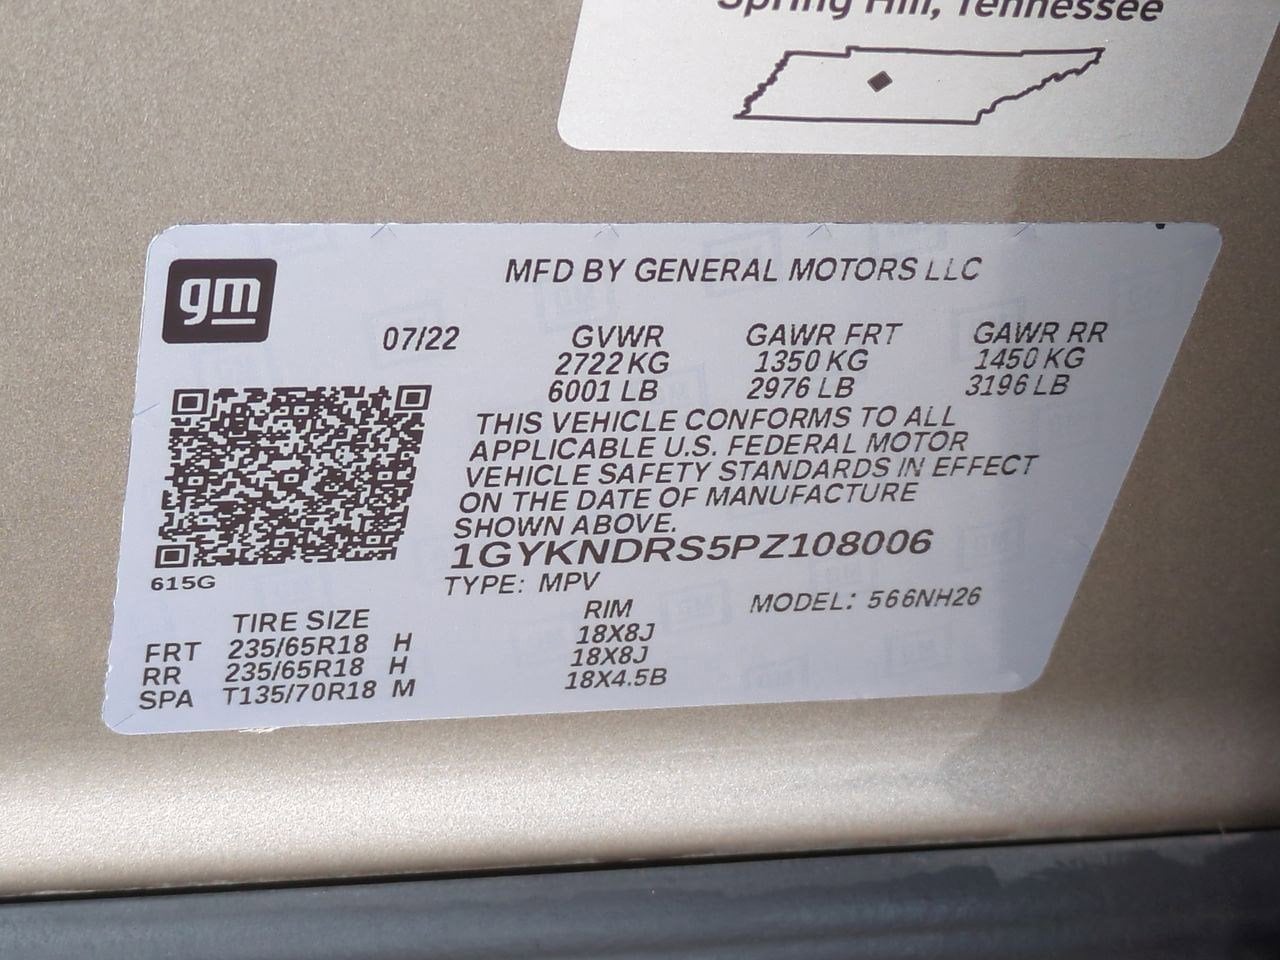 Spring Hill, Tennessee
gm
MFD BY GENERAL MOTORS LLC
07/22 GVWR GAWR FRT GAWR RR
2722 KG 1350 KG 1450 KG
6001 LB 2976 LB 3196 LB
THIS VEHICLE CONFORMS TO ALL
APPLICABLE U.S. FEDERAL MOTOR
VEHICLE SAFETY STANDARDS IN EFFECT
ON THE DATE OF MANUFACTURE
SHOWN ABOVE.
1GYKNDRS5PZ108006
615G
TYPE: MPV MODEL: 566NH26
TIRE SIZE RIM
FRT 235/65R18 H 18X8J
RR 235/65R18 H 18X8J
SPA T135/70R18 M 18X4.5B